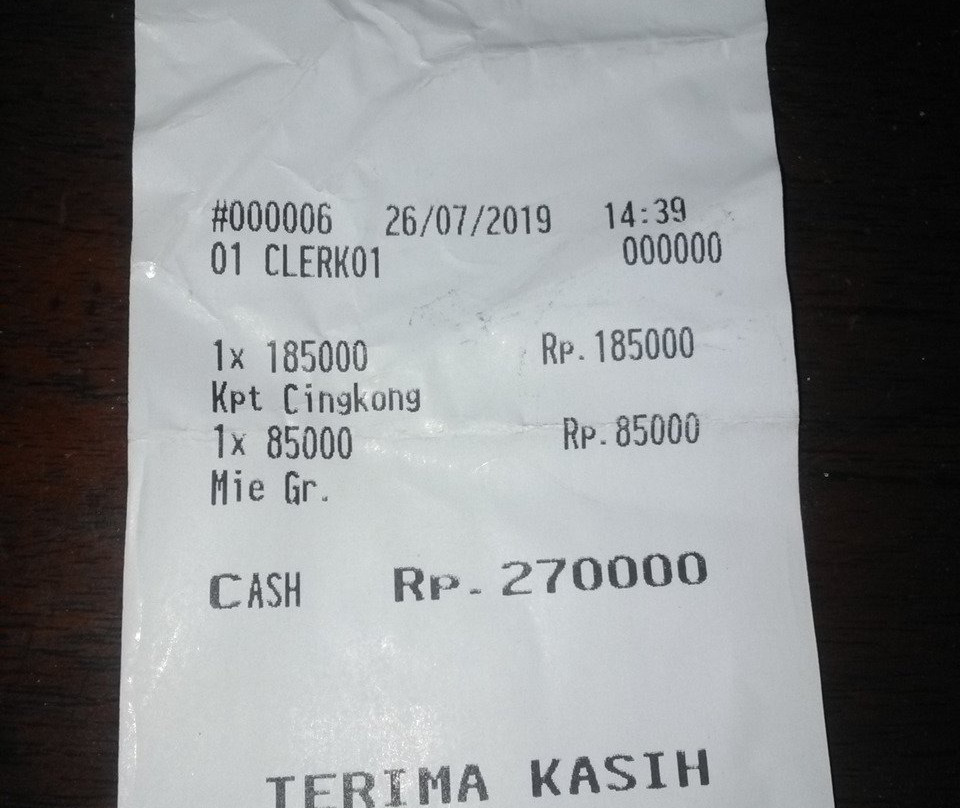 #000006 26/07/2019 14:39
01 CLERK01 000000
1x 185000 Rp.185000
Kpt Cingkong
1x 85000 Rp.85000
Mie Gr.
CASH Rp.270000
TERIMA KASIH